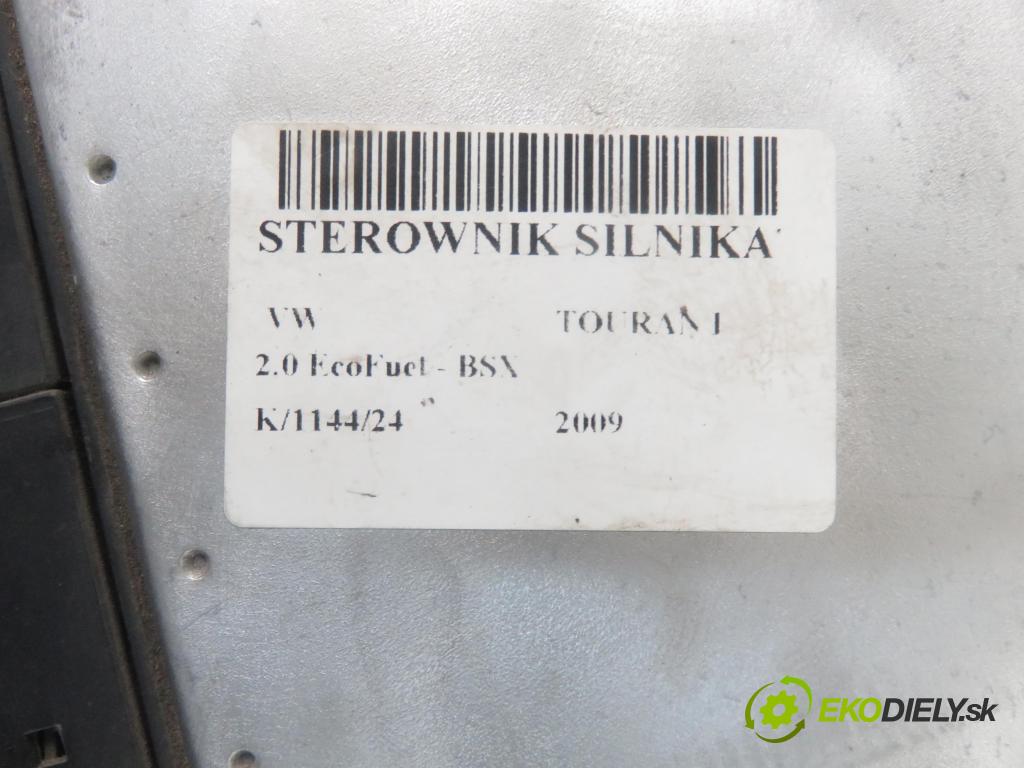 STEROWNIK SILNIKA
VW TOURAN I
2.0 EcoFuel - BSX
K/1144/24 2009
EKODIELY.sk